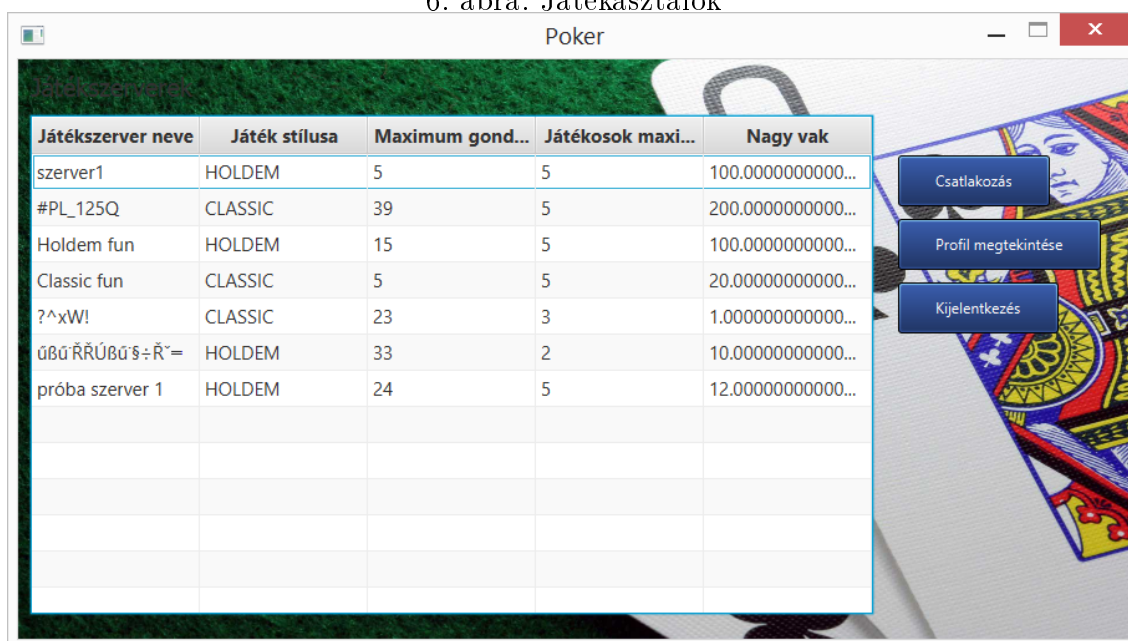 6. ábra. Játékasztalok
Poker
Játékszerverek
Játékszerver neve Játék stílusa Maximum gond... Játékosok maxi... Nagy vak
szerver1 HOLDEM 5 5 100.0000000000...
#PL_125Q CLASSIC 39 5 200.0000000000...
Holdem fun HOLDEM 15 5 100.0000000000...
Classic fun CLASSIC 5 5 20.00000000000...
?^xW! CLASSIC 23 3 1.000000000000...
űßű´ŘŘÚßű´§÷Řˇ= HOLDEM 33 2 10.00000000000...
próba szerver 1 HOLDEM 24 5 12.00000000000...
Csatlakozás
Profil megtekintése
Kijelentkezés